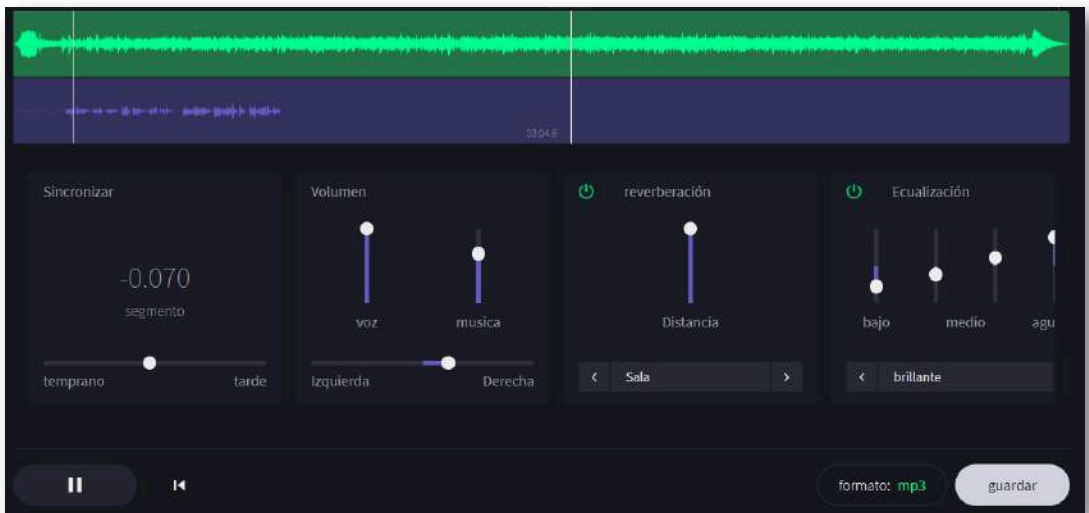 03:04.6
Sincronizar
-0.070
segmento
temprano tarde
Volumen
voz musica
Izquierda Derecha
reverberación
Distancia
Sala
Ecualización
bajo medio agu
brillante
formato: mp3 guardar